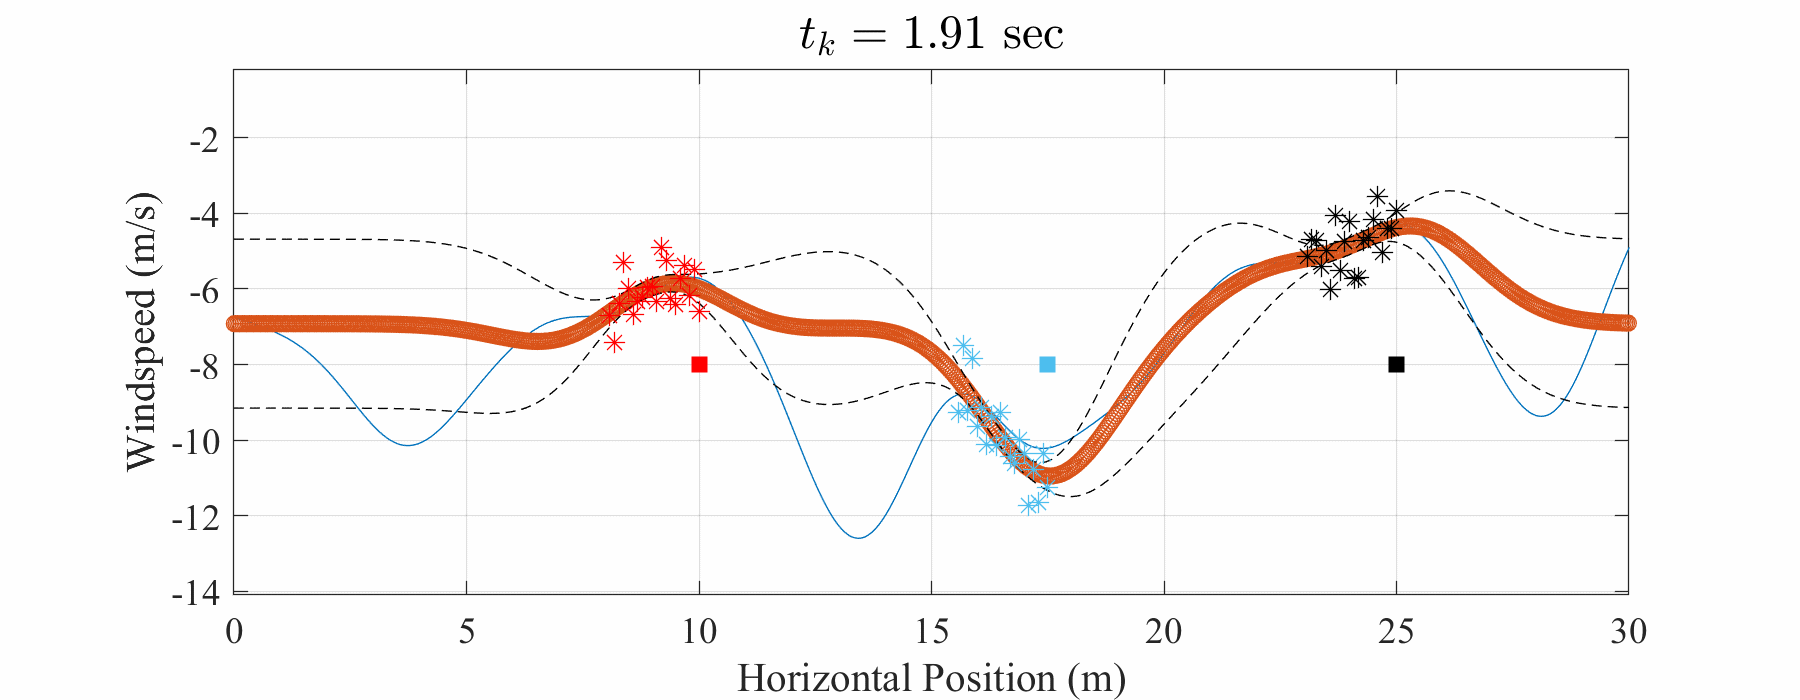 t_k = 1.91 sec
Windspeed (m/s)
-2
-4
-6
-8
-10
-12
-14
0 5 10 15 20 25 30
Horizontal Position (m)